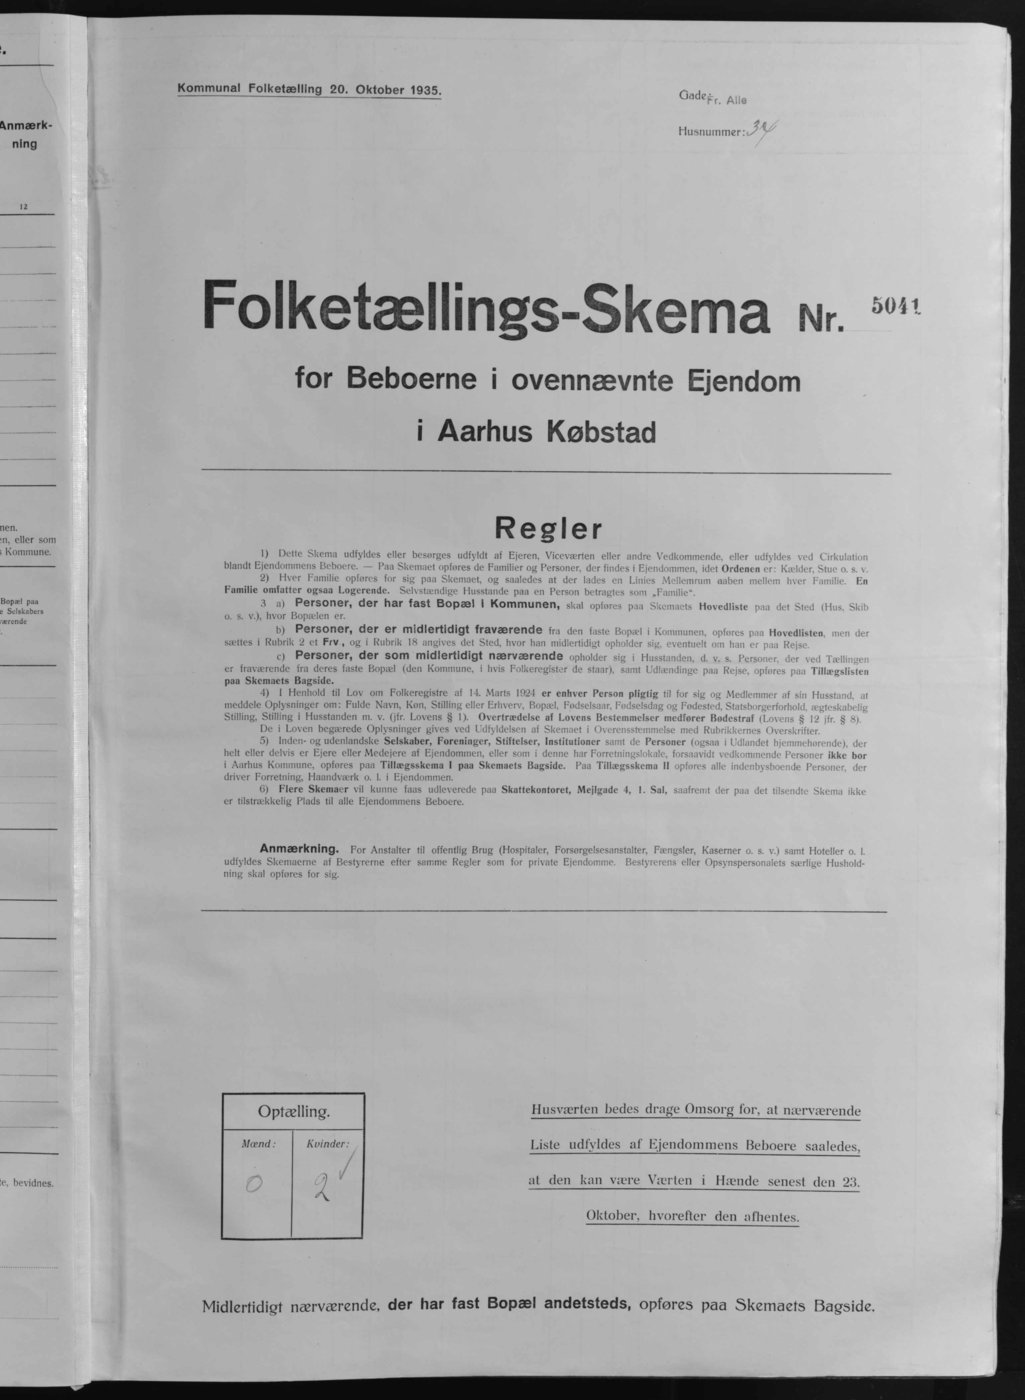 Anmærk-
ning
12
nen.
en, eller som
s Kommune.
Bopæl paa
e Selskabers
værende
te, bevidnes.
Kommunal Folketælling 20. Oktober 1935.
Gade: Fr. Alle
Husnummer:
Folketællings-Skema Nr. 5041
for Beboerne i ovennævnte Ejendom
i Aarhus Købstad
Regler
1) Dette Skema udfyldes eller besørges udfyldt af Ejeren, Viceværten eller andre Vedkommende, eller udfyldes ved Cirkulation
blandt Ejendommens Beboere. — Paa Skemaet opføres de Familier og Personer, der findes i Ejendommen, idet Ordenen er: Kælder, Stue o. s. v.
2) Hver Familie opføres for sig paa Skemaet, og saaledes at der lades en Linies Mellemrum aaben mellem hver Familie. En
Familie omfatter ogsaa Logerende. Selvstændige Husstande paa en Person betragtes som „Familie“.
3 a) Personer, der har fast Bopæl i Kommunen, skal opføres paa Skemaets Hovedliste paa det Sted (Hus, Skib
o. s. v.), hvor Bopælen er.
b) Personer, der er midlertidigt fraværende fra den faste Bopæl i Kommunen, opføres paa Hovedlisten, men der
sættes i Rubrik 2 et Frv., og i Rubrik 18 angives det Sted, hvor han midlertidigt opholder sig, eventuelt om han er paa Rejse.
c) Personer, der som midlertidigt nærværende opholder sig i Husstanden, d. v. s. Personer, der ved Tællingen
er fraværende fra deres faste Bopæl (den Kommune, i hvis Folkeregister de staar), samt Udlændinge paa Rejse, opføres paa Tillægslisten
paa Skemaets Bagside.
4) I Henhold til Lov om Folkeregistre af 14. Marts 1924 er enhver Person pligtig til for sig og Medlemmer af sin Husstand, at
meddele Oplysninger om: Fulde Navn, Køn, Stilling eller Erhverv, Bopæl, Fødselsaar, Fødselsdag og Fødested, Statsborgerforhold, ægteskabelig
Stilling, Stilling i Husstanden m. v. (jfr. Lovens § 1). Overtrædelse af Lovens Bestemmelser medfører Bødestraf (Lovens § 12 jfr. § 8).
De i Loven begærede Oplysninger gives ved Udfyldelsen af Skemaet i Overensstemmelse med Rubrikkernes Overskrifter.
5) Inden- og udenlandske Selskaber, Foreninger, Stiftelser, Institutioner samt de Personer (ogsaa i Udlandet hjemmehørende), der
helt eller delvis er Ejere eller Medejere af Ejendommen, eller som i denne har Forretningslokale, forsaavidt vedkommende Personer ikke bor
i Aarhus Kommune, opføres paa Tillægsskema I paa Skemaets Bagside. Paa Tillægsskema II opføres alle indenbysboende Personer, der
driver Forretning, Haandværk o. l. i Ejendommen.
6) Flere Skemaer vil kunne faas udleverede paa Skattekontoret, Mejlgade 4, 1. Sal, saafremt der paa det tilsendte Skema ikke
er tilstrækkelig Plads til alle Ejendommens Beboere.
Anmærkning. For Anstalter til offentlig Brug (Hospitaler, Forsørgelsesanstalter, Fængsler, Kaserner o. s. v.) samt Hoteller o. l.
udfyldes Skemaerne af Bestyrerne efter samme Regler som for private Ejendomme. Bestyrerens eller Opsynspersonalets særlige Hushold-
ning skal opføres for sig.
Optælling.
Mænd: Kvinder:
0 2
Husværten bedes drage Omsorg for, at nærværende
Liste udfyldes af Ejendommens Beboere saaledes,
at den kan være Værten i Hænde senest den 23.
Oktober, hvorefter den afhentes.
Midlertidigt nærværende, der har fast Bopæl andetsteds, opføres paa Skemaets Bagside.